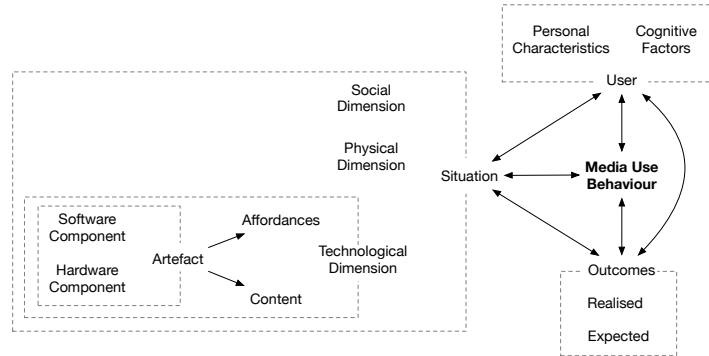 Personal
Characteristics
Cognitive
Factors
User
Social
Dimension
Physical
Dimension
Situation
Media Use
Behaviour
Software
Component
Hardware
Component
Artefact
Affordances
Content
Technological
Dimension
Outcomes
Realised
Expected